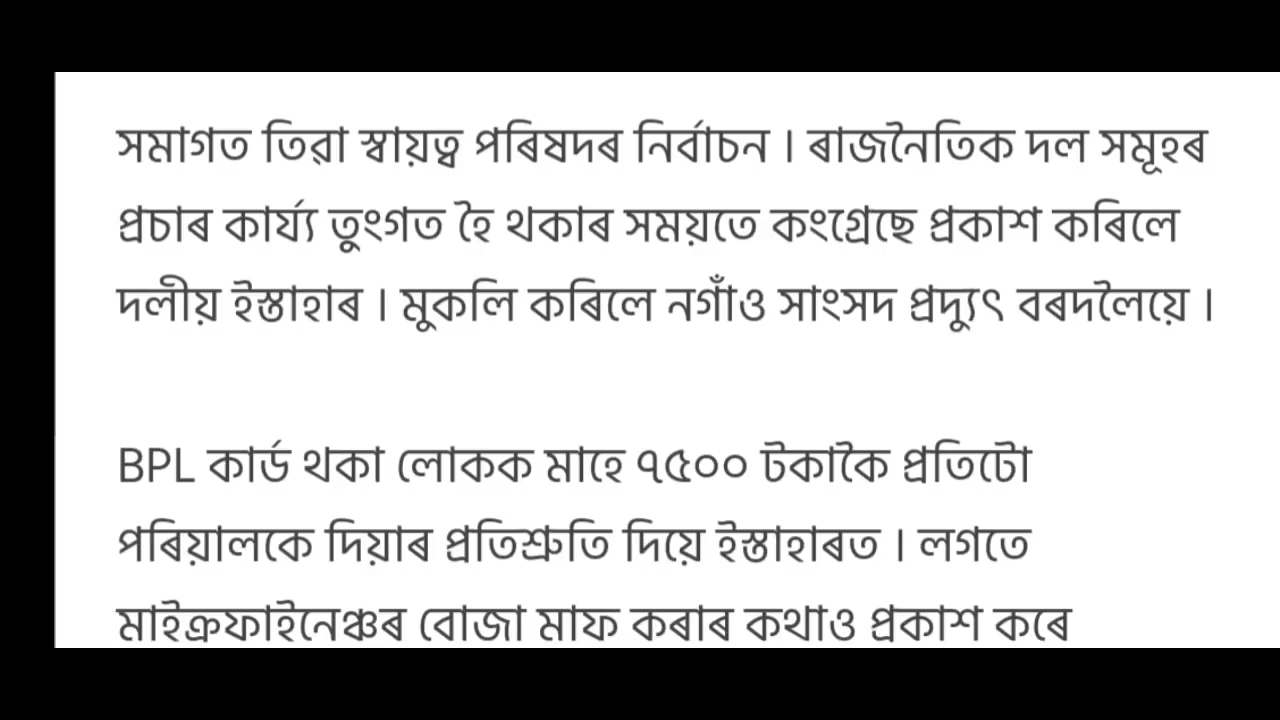 সমাগত তিৱা স্বায়ত্ব পৰিষদৰ নিৰ্বাচন । ৰাজনৈতিক দল সমূহৰ
প্ৰচাৰ কাৰ্য্য তুংগত হৈ থকাৰ সময়তে কংগ্ৰেছে প্ৰকাশ কৰিলে
দলীয় ইস্তাহাৰ । মুকলি কৰিলে নগাঁও সাংসদ প্ৰদ্যুৎ বৰদলৈয়ে ।
BPL কাৰ্ড থকা লোকক মাহে ৭৫০০ টকাকৈ প্ৰতিটো
পৰিয়ালকে দিয়াৰ প্ৰতিশ্ৰুতি দিয়ে ইস্তাহাৰত । লগতে
মাইক্ৰফাইনেঞ্চৰ বোজা মাফ কৰাৰ কথাও প্ৰকাশ কৰে